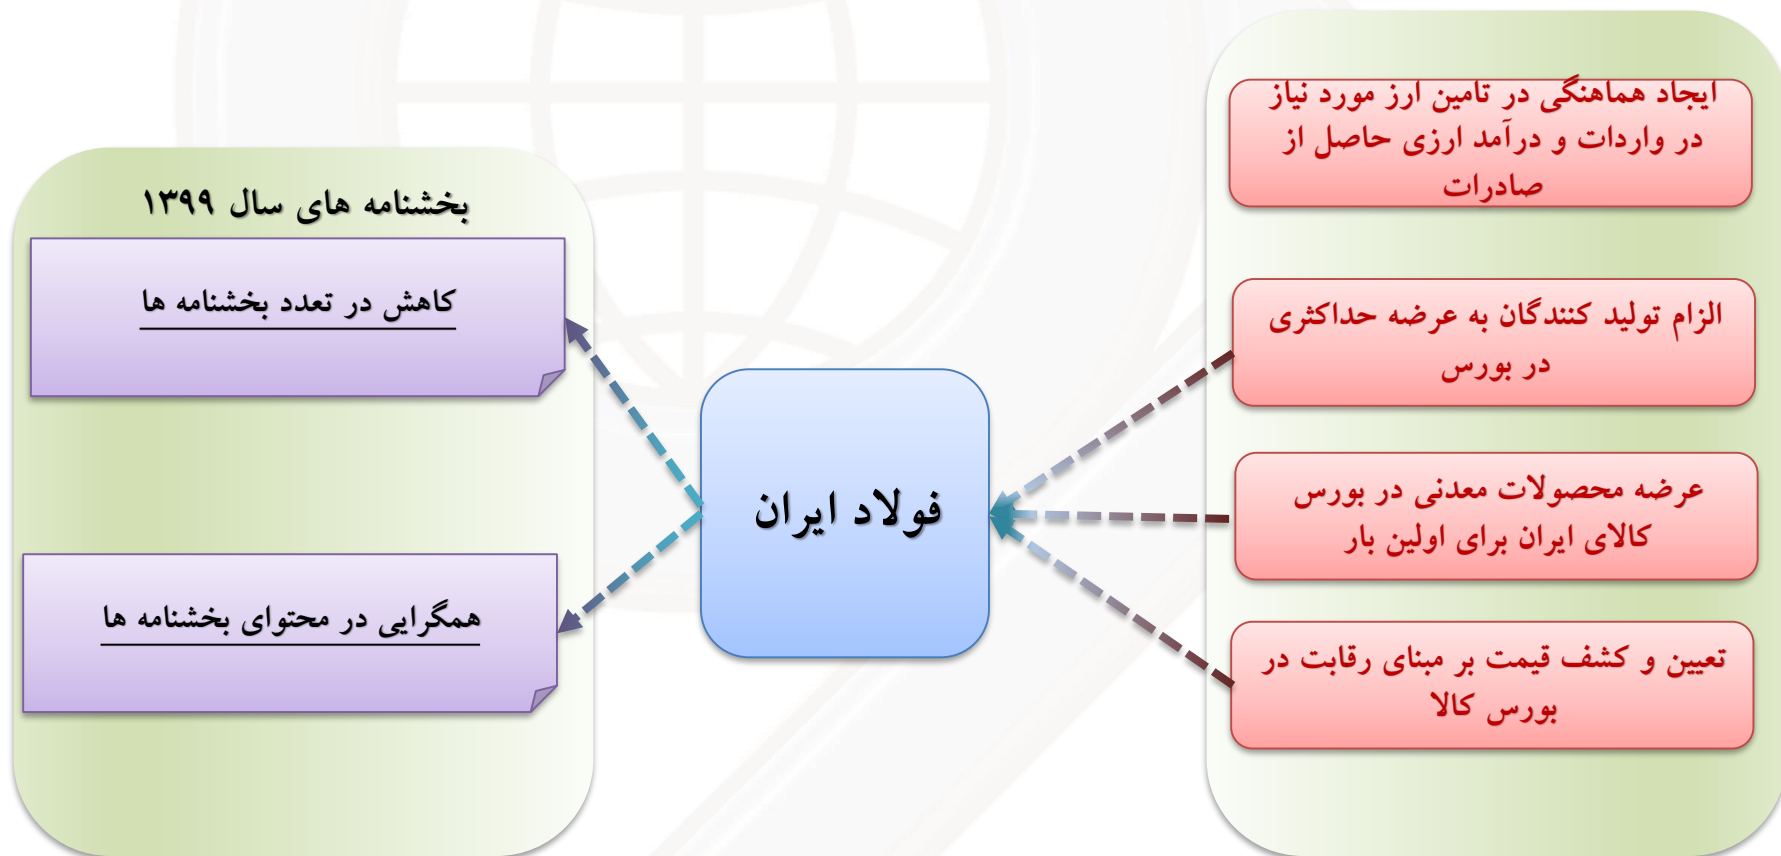 ایجاد هماهنگی در تامین ارز مورد نیاز
در واردات و درآمد ارزی حاصل از
صادرات
الزام تولید کنندگان به عرضه حداکثری
در بورس
عرضه محصولات معدنی در بورس
کالای ایران برای اولین بار
تعیین و کشف قیمت بر مبنای رقابت در
بورس کالا
فولاد ایران
بخشنامه های سال ۱۳۹۹
کاهش در تعدد بخشنامه ها
همگرایی در محتوای بخشنامه ها